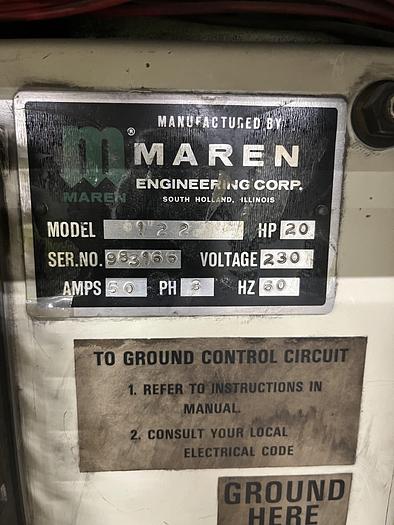 MANUFACTURED BY
® MAREN
MAREN
ENGINEERING CORP.
SOUTH HOLLAND, ILLINOIS
MODEL 122 HP 20
SER.NO. VOLTAGE 230
AMPS 50 PH 3 HZ 60
TO GROUND CONTROL CIRCUIT
1. REFER TO INSTRUCTIONS IN
MANUAL.
2. CONSULT YOUR LOCAL
ELECTRICAL CODE
GROUND
HERE